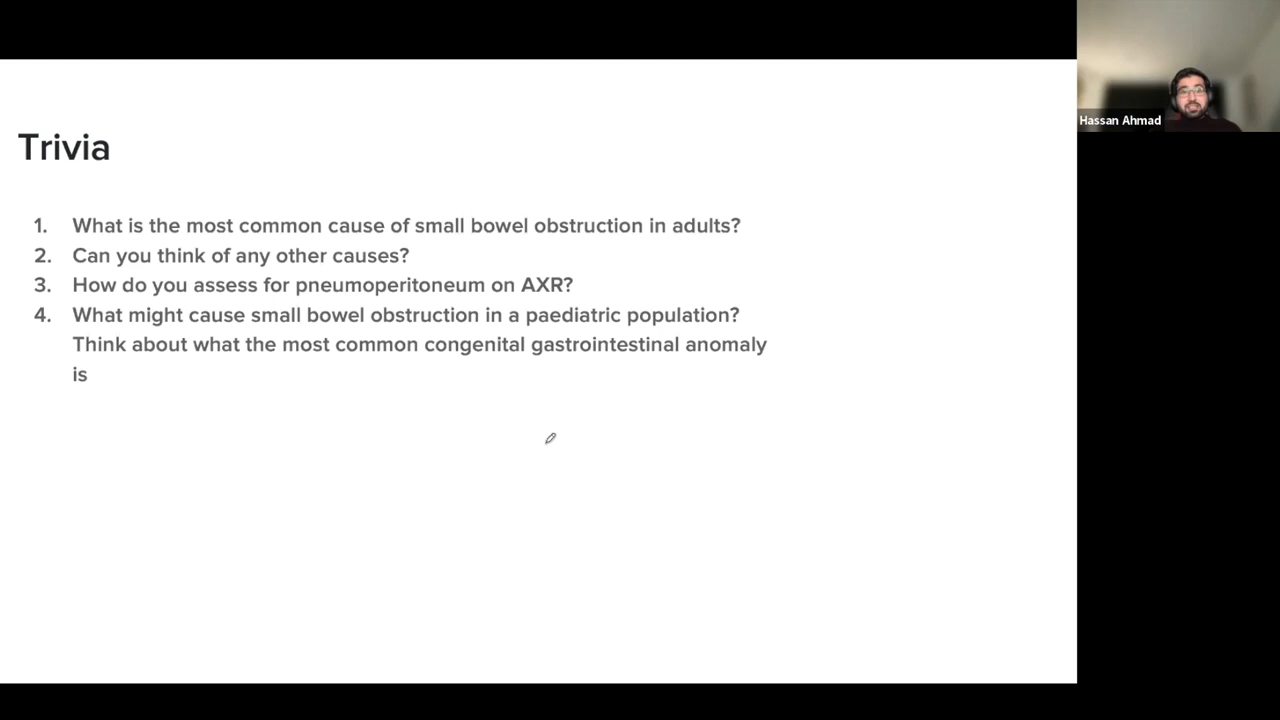 Trivia
1. What is the most common cause of small bowel obstruction in adults?
2. Can you think of any other causes?
3. How do you assess for pneumoperitoneum on AXR?
4. What might cause small bowel obstruction in a paediatric population?
Think about what the most common congenital gastrointestinal anomaly
is
Hassan Ahmad